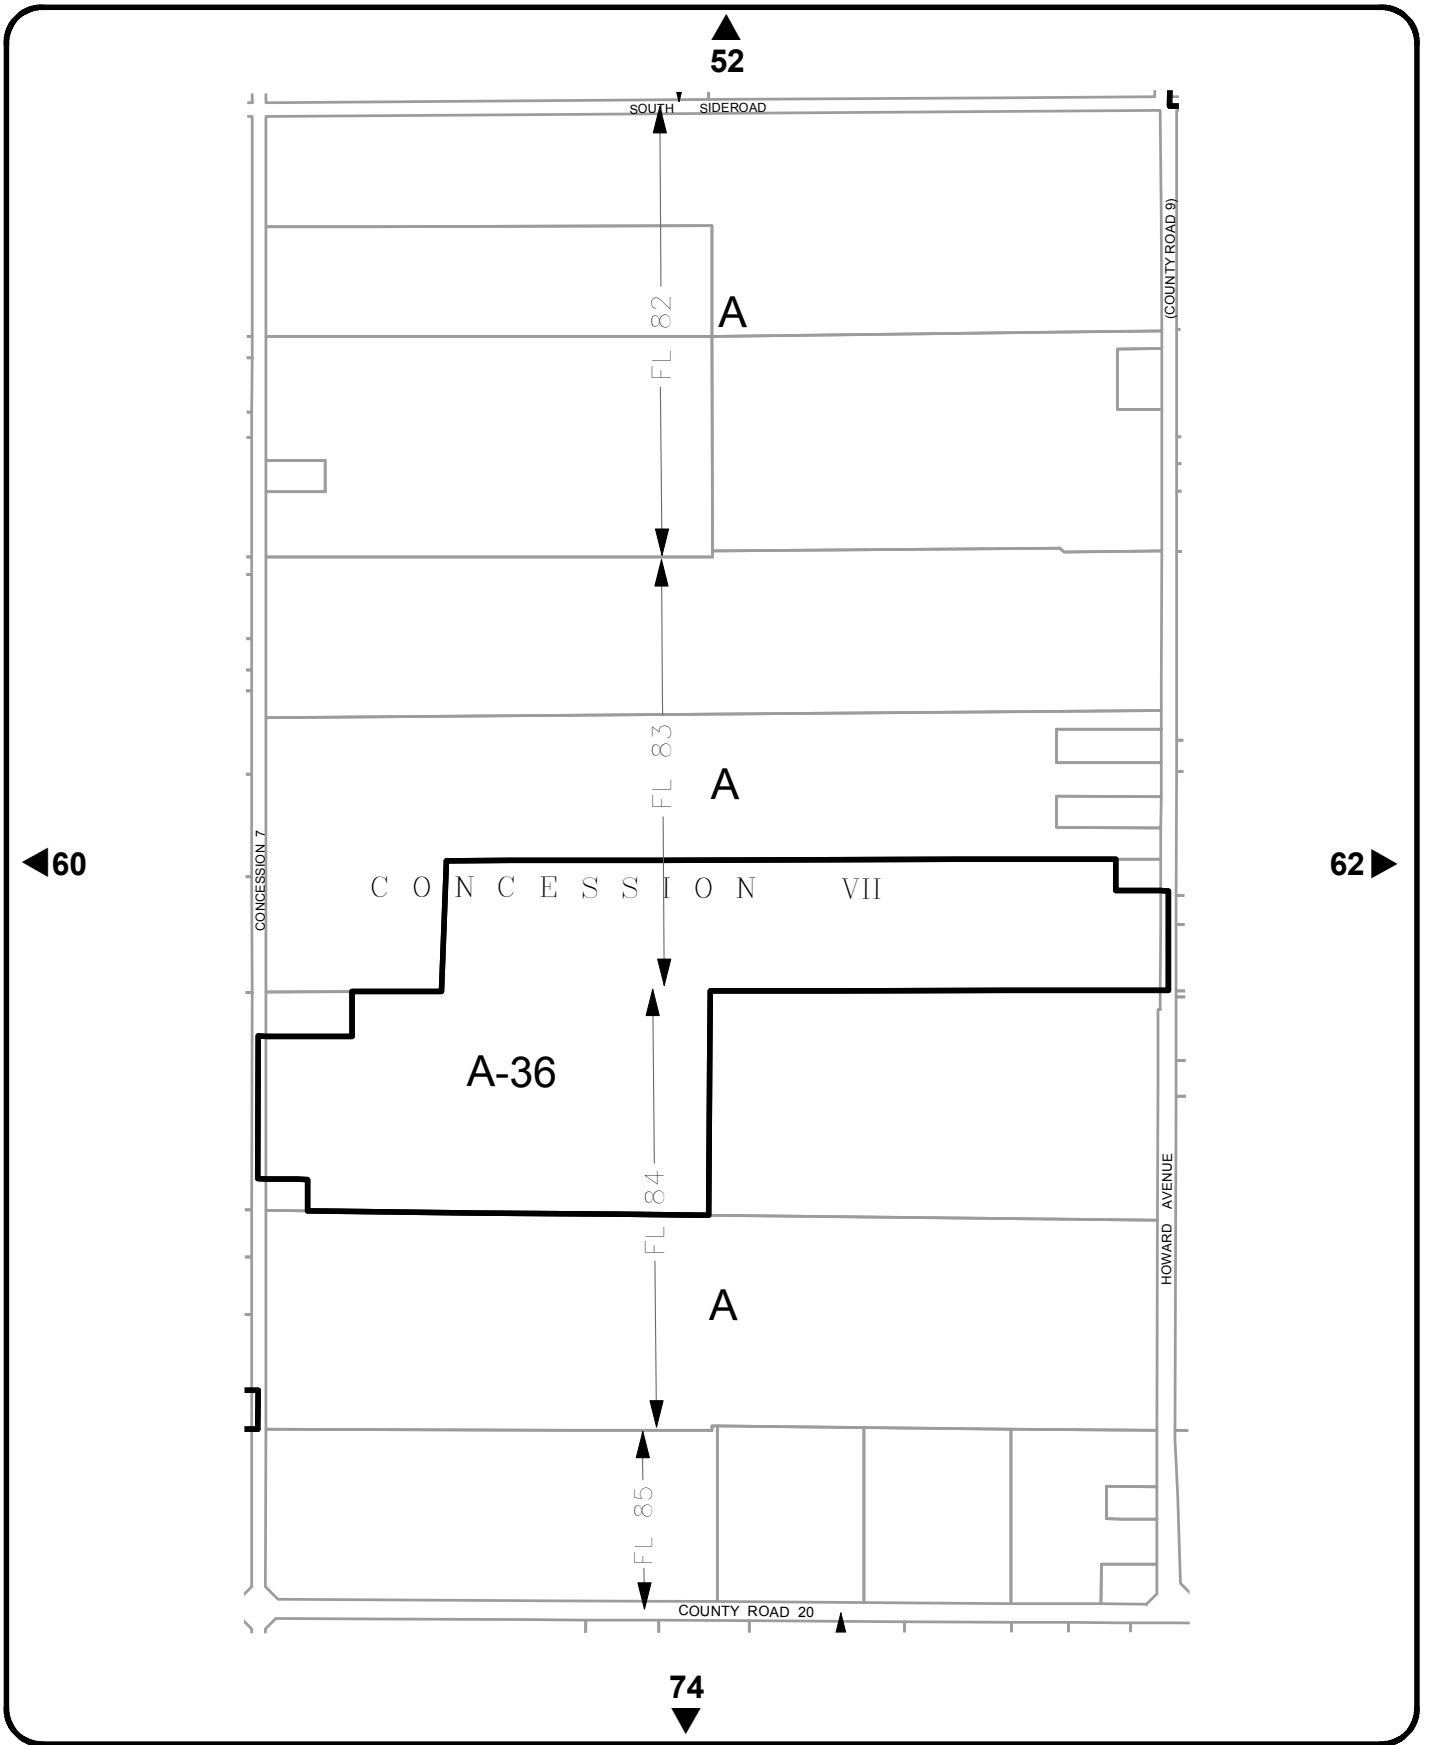 52
SOUTH SIDEROAD
(COUNTY ROAD 9)
FL 82
A
FL 83
A
CONCESSION 7
60
62
CONCESSION VII
A-36
FL 84
HOWARD AVENUE
A
FL 85
COUNTY ROAD 20
74